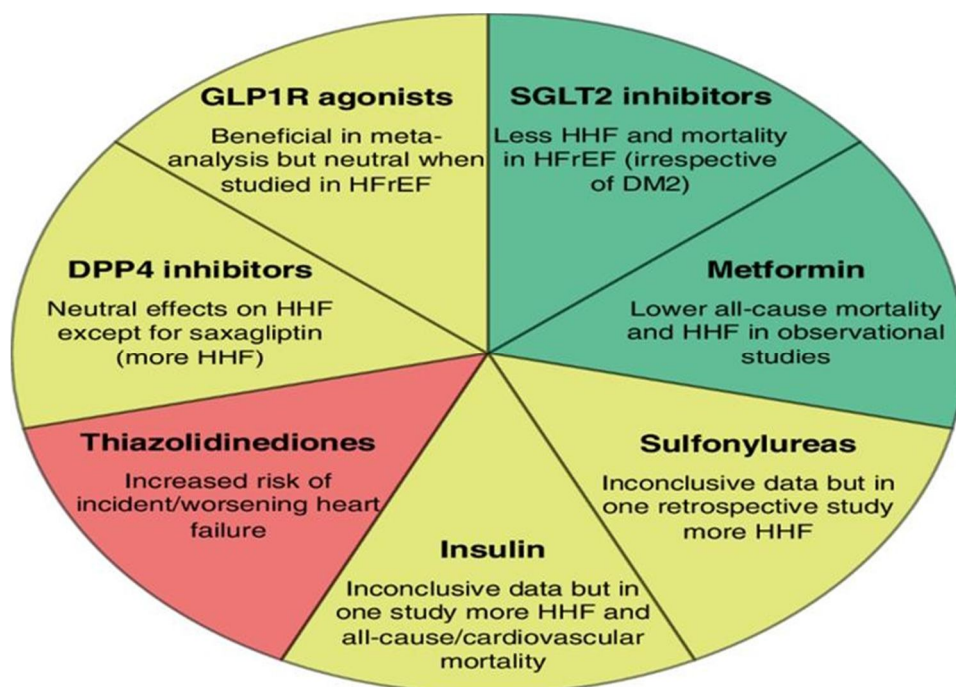 GLP1R agonists
Beneficial in meta-
analysis but neutral when
studied in HFrEF
SGLT2 inhibitors
Less HHF and mortality
in HFrEF (irrespective
of DM2)
DPP4 inhibitors
Neutral effects on HHF
except for saxagliptin
(more HHF)
Metformin
Lower all-cause mortality
and HHF in observational
studies
Thiazolidinediones
Increased risk of
incident/worsening heart
failure
Sulfonylureas
Inconclusive data but in
one retrospective study
more HHF
Insulin
Inconclusive data but in
one study more HHF and
all-cause/cardiovascular
mortality